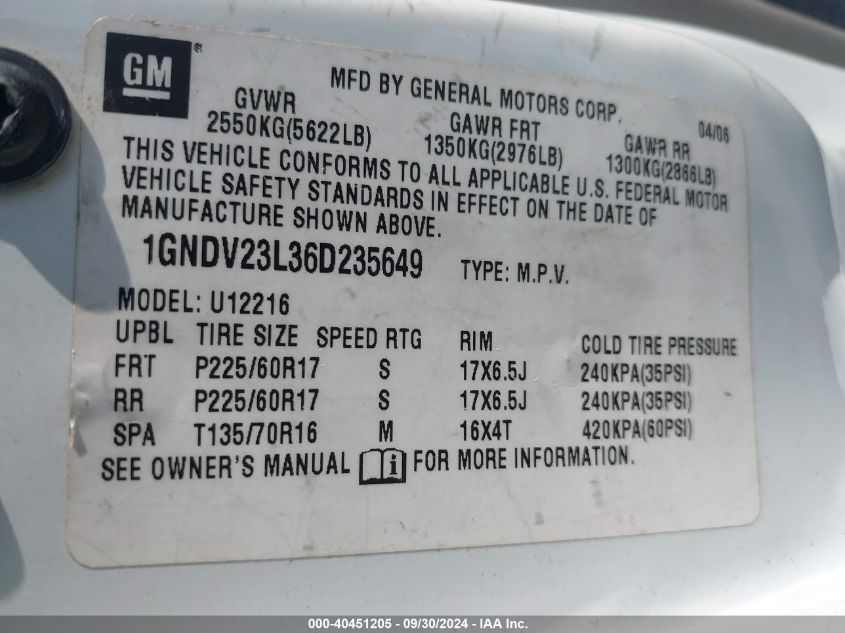 GM ®
MFD BY GENERAL MOTORS CORP. 04/06
GVWR GAWR FRT GAWR RR
2550KG(5622LB) 1350KG(2976LB) 1300KG(2866LB)
THIS VEHICLE CONFORMS TO ALL APPLICABLE U.S. FEDERAL MOTOR
VEHICLE SAFETY STANDARDS IN EFFECT ON THE DATE OF
MANUFACTURE SHOWN ABOVE.
1GNDV23L36D235649 TYPE: M.P.V.
MODEL: U12216
UPBL TIRE SIZE SPEED RTG RIM COLD TIRE PRESSURE
FRT P225/60R17 S 17X6.5J 240KPA(35PSI)
RR P225/60R17 S 17X6.5J 240KPA(35PSI)
SPA T135/70R16 M 16X4T 420KPA(60PSI)
SEE OWNER'S MANUAL i FOR MORE INFORMATION.
000-40451205 - 09/30/2024 - IAA Inc.